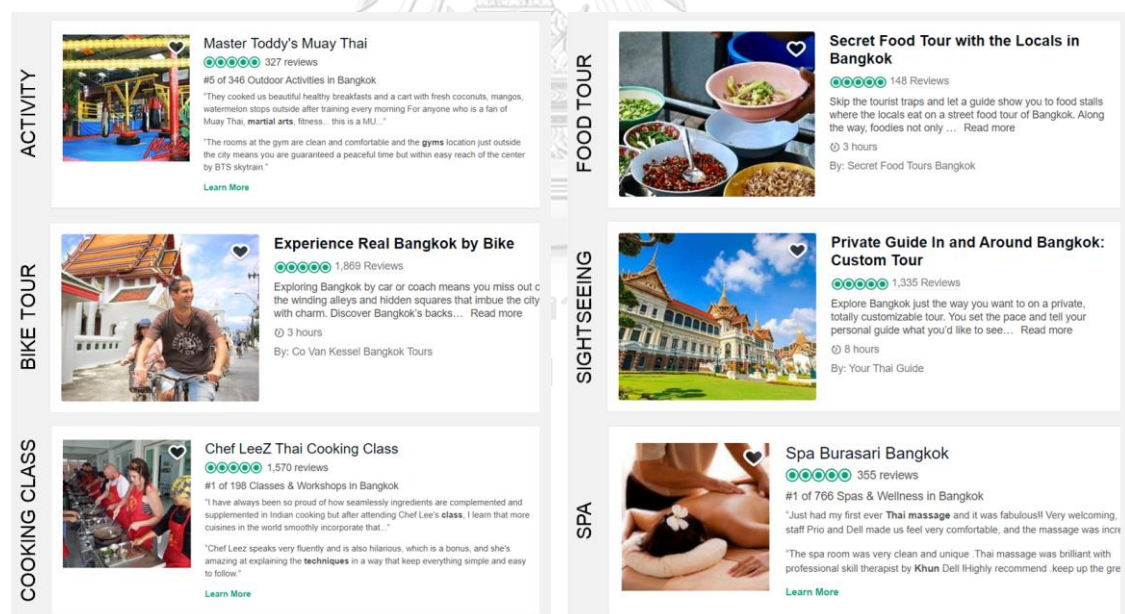 ACTIVITY
Master Toddy's Muay Thai
327 reviews
#5 of 346 Outdoor Activities in Bangkok
"They cooked us beautiful healthy breakfasts and a cart with fresh coconuts, mangos,
watermelon stops outside after training every morning For anyone who is a fan of
Muay Thai, martial arts, fitness... this is a MU..."
"The rooms at the gym are clean and comfortable and the gyms location just outside
the city means you are guaranteed a peaceful time but within easy reach of the center
by BTS skytrain."
Learn More
BIKE TOUR
Experience Real Bangkok by Bike
1,869 Reviews
Exploring Bangkok by car or coach means you miss out o
the winding alleys and hidden squares that imbue the city
with charm. Discover Bangkok's backs… Read more
3 hours
By: Co Van Kessel Bangkok Tours
COOKING CLASS
Chef LeeZ Thai Cooking Class
1,570 reviews
#1 of 198 Classes & Workshops in Bangkok
"I have always been so proud of how seamlessly ingredients are complemented and
supplemented in Indian cooking but after attending Chef Lee's class, I learn that more
cuisines in the world smoothly incorporate that..."
"Chef Leez speaks very fluently and is also hilarious, which is a bonus, and she's
amazing at explaining the techniques in a way that keep everything simple and easy
to follow."
Learn More
FOOD TOUR
Secret Food Tour with the Locals in
Bangkok
148 Reviews
Skip the tourist traps and let a guide show you to food stalls
where the locals eat on a street food tour of Bangkok. Along
the way, foodies not only … Read more
3 hours
By: Secret Food Tours Bangkok
SIGHTSEEING
Private Guide In and Around Bangkok:
Custom Tour
1,335 Reviews
Explore Bangkok just the way you want to on a private,
totally customizable tour. You set the pace and tell your
personal guide what you'd like to see… Read more
8 hours
By: Your Thai Guide
SPA
Spa Burasari Bangkok
355 reviews
#1 of 766 Spas & Wellness in Bangkok
"Just had my first ever Thai massage and it was fabulous!! Very welcoming,
staff Prio and Dell made us feel very comfortable, and the massage was incre
"The spa room was very clean and unique .Thai massage was brilliant with
professional skill therapist by Khun Dell !Highly recommend .keep up the gre
Learn More